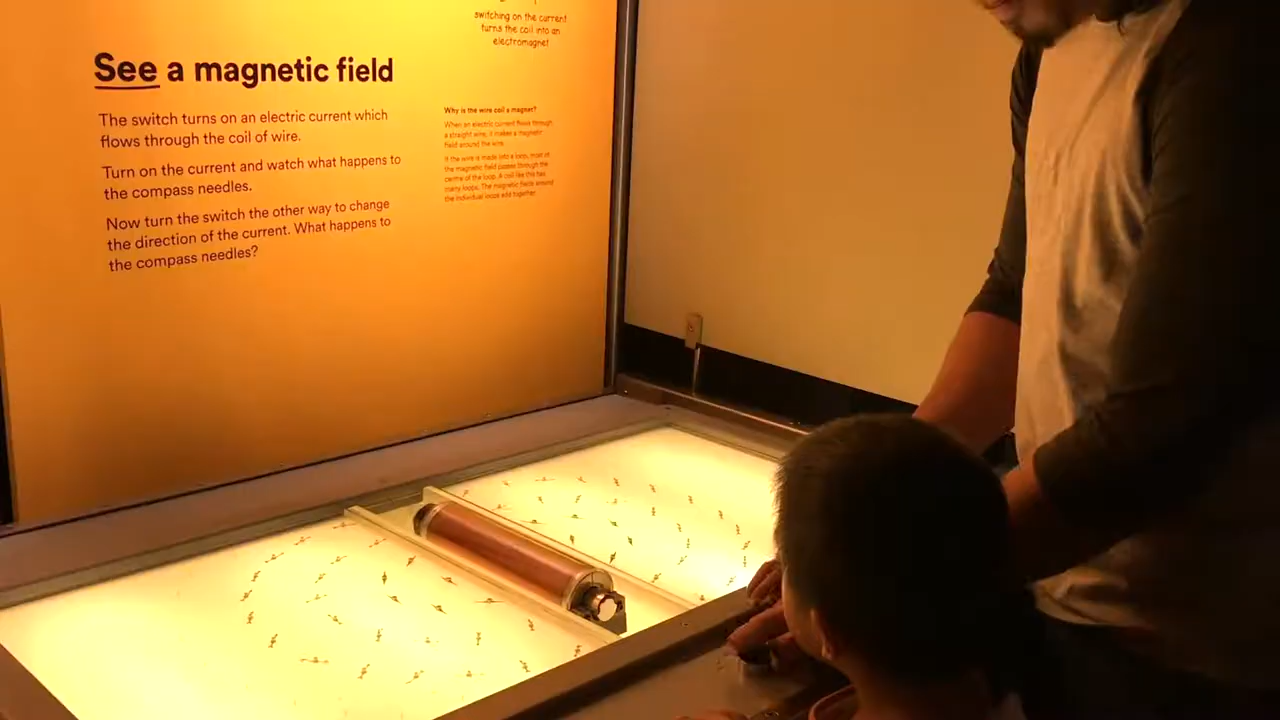 switching on the current
turns the coil into an
electromagnet
See a magnetic field
The switch turns on an electric current which
flows through the coil of wire.
Turn on the current and watch what happens to
the compass needles.
Now turn the switch the other way to change
the direction of the current. What happens to
the compass needles?
Why is the wire coil a magnet?
When an electric current flows through
a straight wire, it makes a magnetic
field around the wire.
If the wire is made into a loop, most of
the magnetic field passes through the
centre of the loop. A coil like this has
many loops. The magnetic fields around
the individual loops add together.